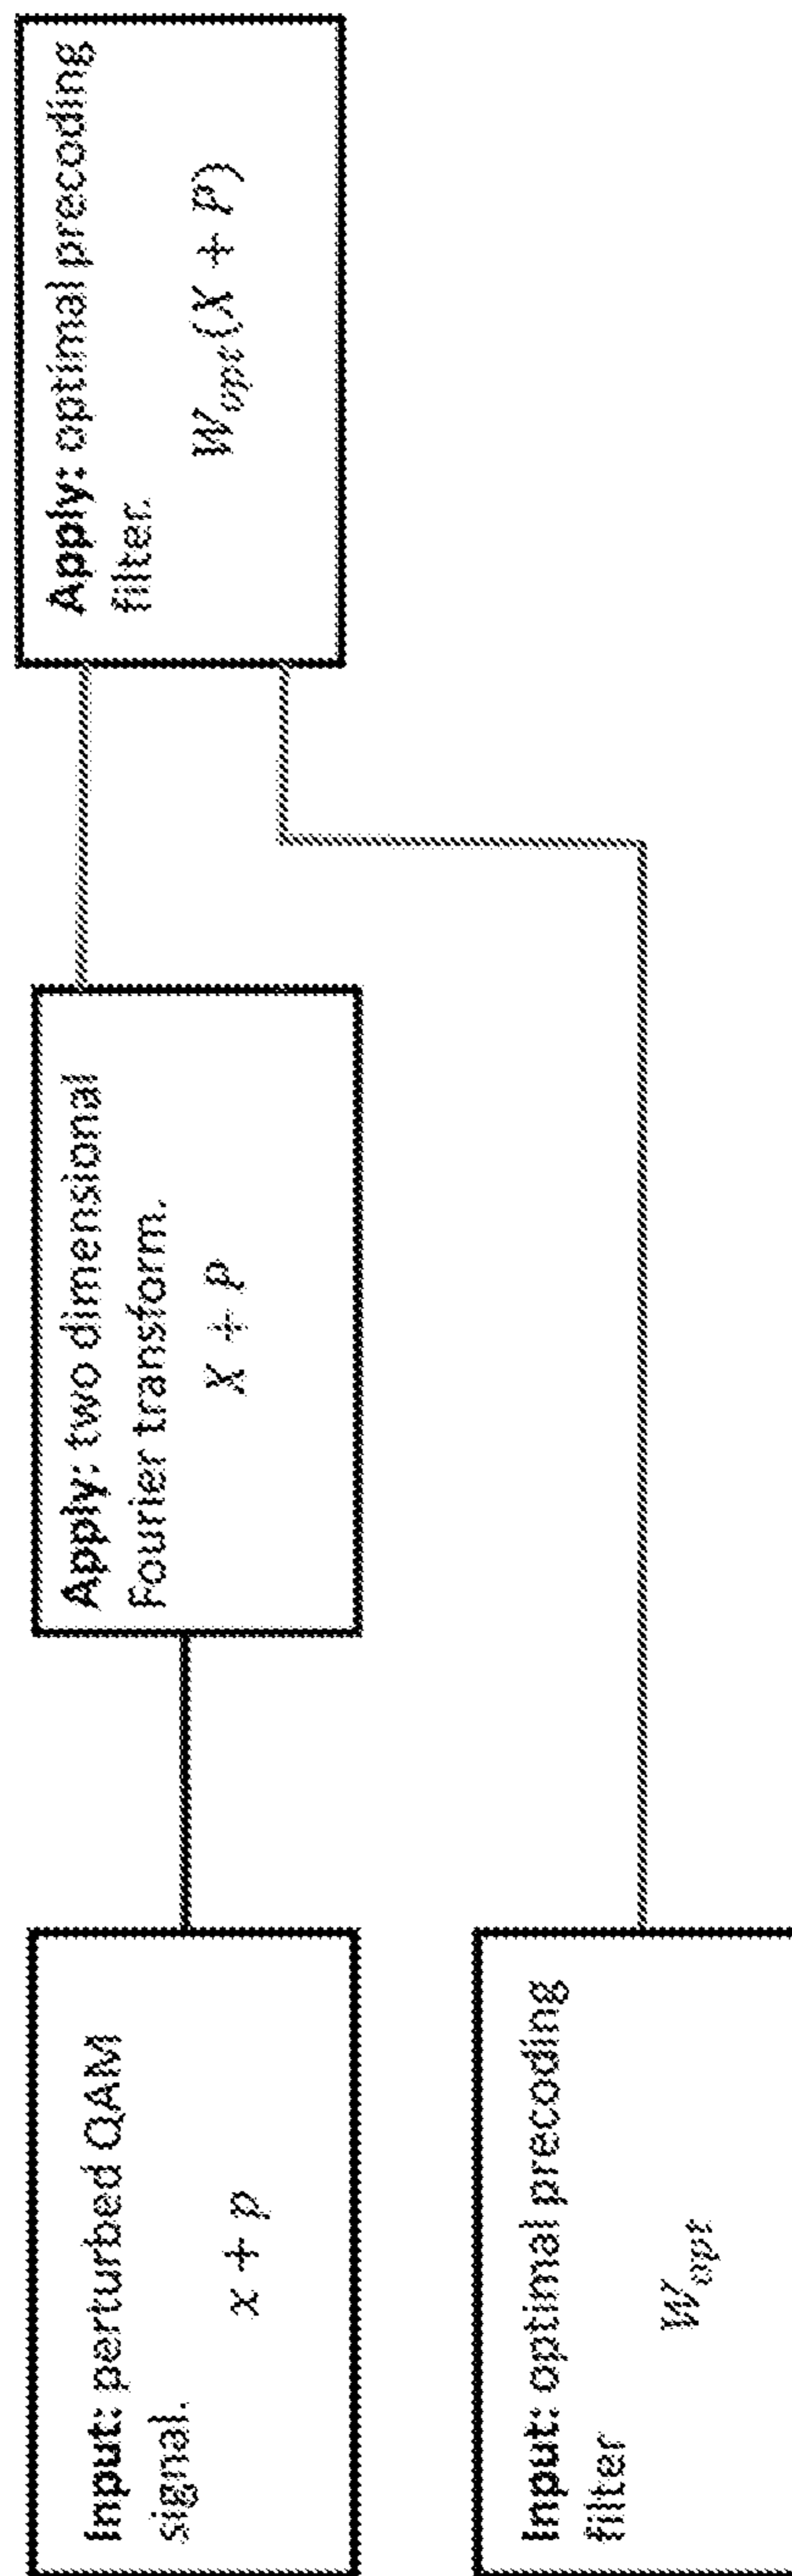 Input: perturbed QAM
signal.
x + p
Apply: two dimensional
Fourier transform.
X + P
Apply: optimal precoding
filter.
W_opt(X + P)
Input: optimal precoding
filter
W_opt